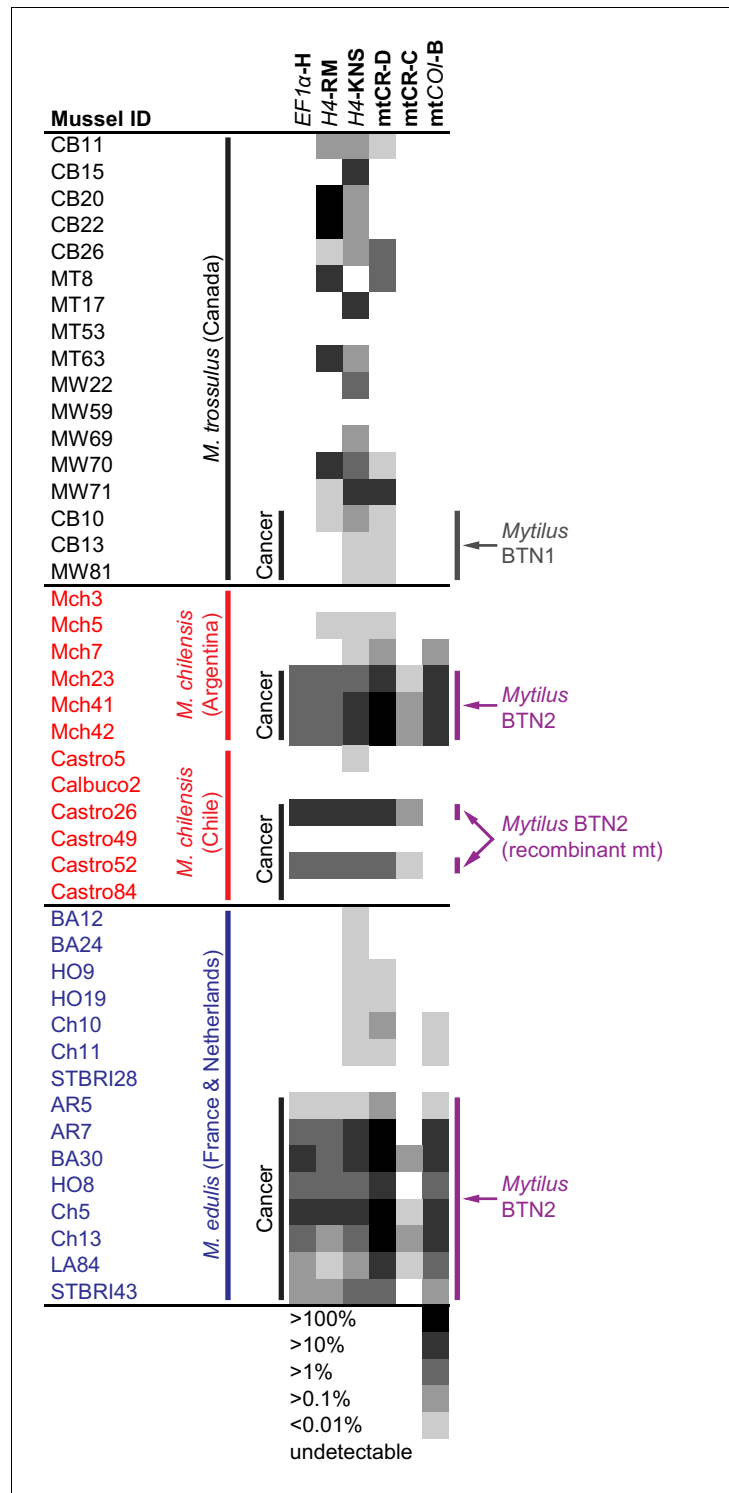 EF1α-H
H4-RM
H4-KNS
mtCR-D
mtCR-C
mtCOI-B
Mussel ID
CB11
CB15
CB20
CB22
CB26
MT8
MT17
MT53
MT63
MW22
MW59
MW69
MW70
MW71
CB10
CB13
MW81
M. trossulus (Canada)
Cancer
Mytilus
BTN1
Mch3
Mch5
Mch7
Mch23
Mch41
Mch42
M. chilensis
(Argentina)
Cancer
Mytilus
BTN2
Castro5
Calbuco2
Castro26
Castro49
Castro52
Castro84
M. chilensis
(Chile)
Cancer
Mytilus BTN2
(recombinant mt)
BA12
BA24
HO9
HO19
Ch10
Ch11
STBRI28
AR5
AR7
BA30
HO8
Ch5
Ch13
LA84
STBRI43
M. edulis (France & Netherlands)
Cancer
Mytilus
BTN2
>100%
>10%
>1%
>0.1%
<0.01%
undetectable